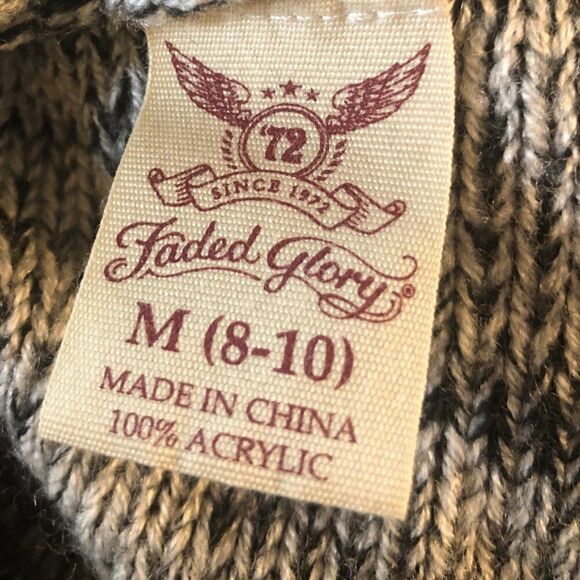 '72
SINCE 1972
Faded Glory®
M (8-10)
MADE IN CHINA
100% ACRYLIC